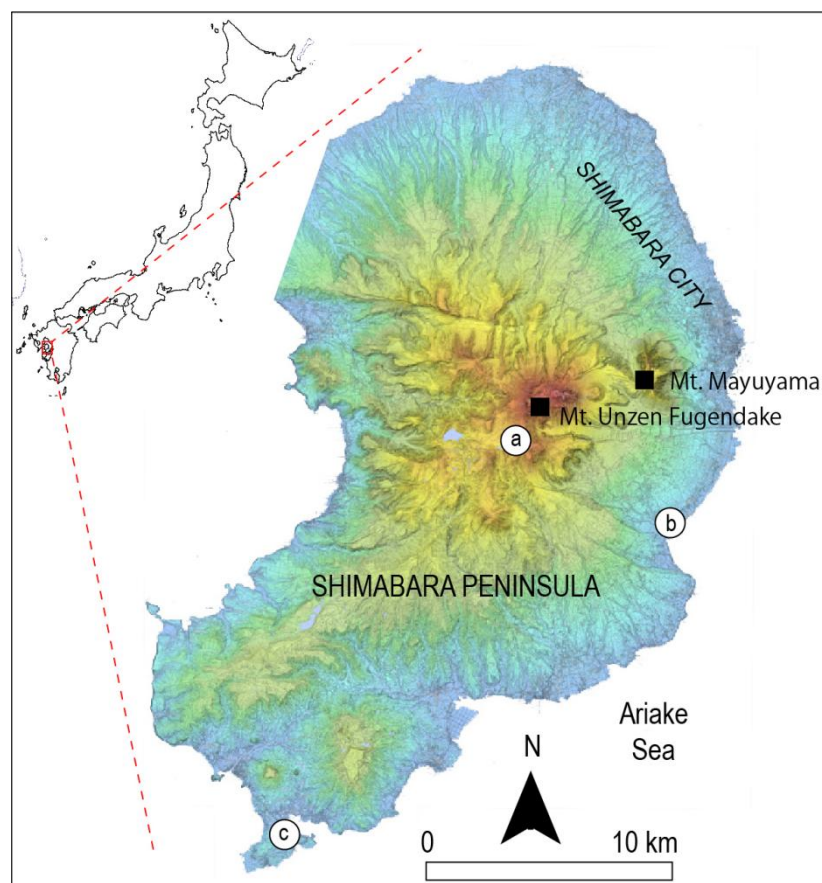 SHIMABARA CITY
Mt. Mayuyama
Mt. Unzen Fugendake
a
b
SHIMABARA PENINSULA
Ariake
Sea
N
0 10 km
c